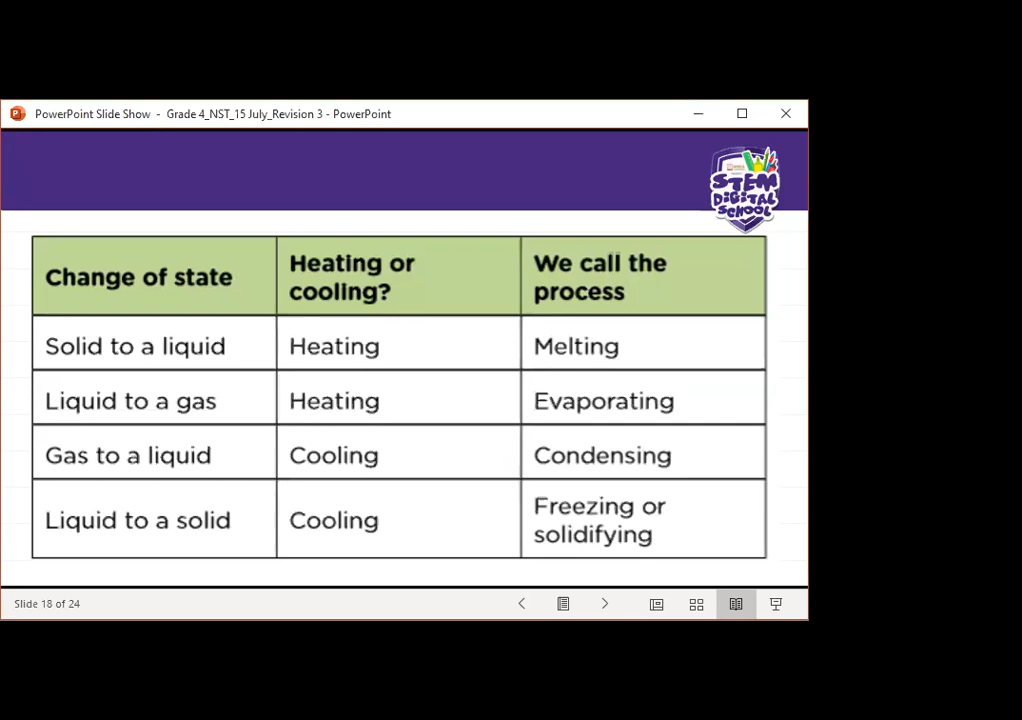 PowerPoint Slide Show - Grade 4_NST_15 July_Revision 3 - PowerPoint
STEM
DIGITAL
SCHOOL
Change of state
Heating or
cooling?
We call the
process
Solid to a liquid
Heating
Melting
Liquid to a gas
Heating
Evaporating
Gas to a liquid
Cooling
Condensing
Liquid to a solid
Cooling
Freezing or
solidifying
Slide 18 of 24